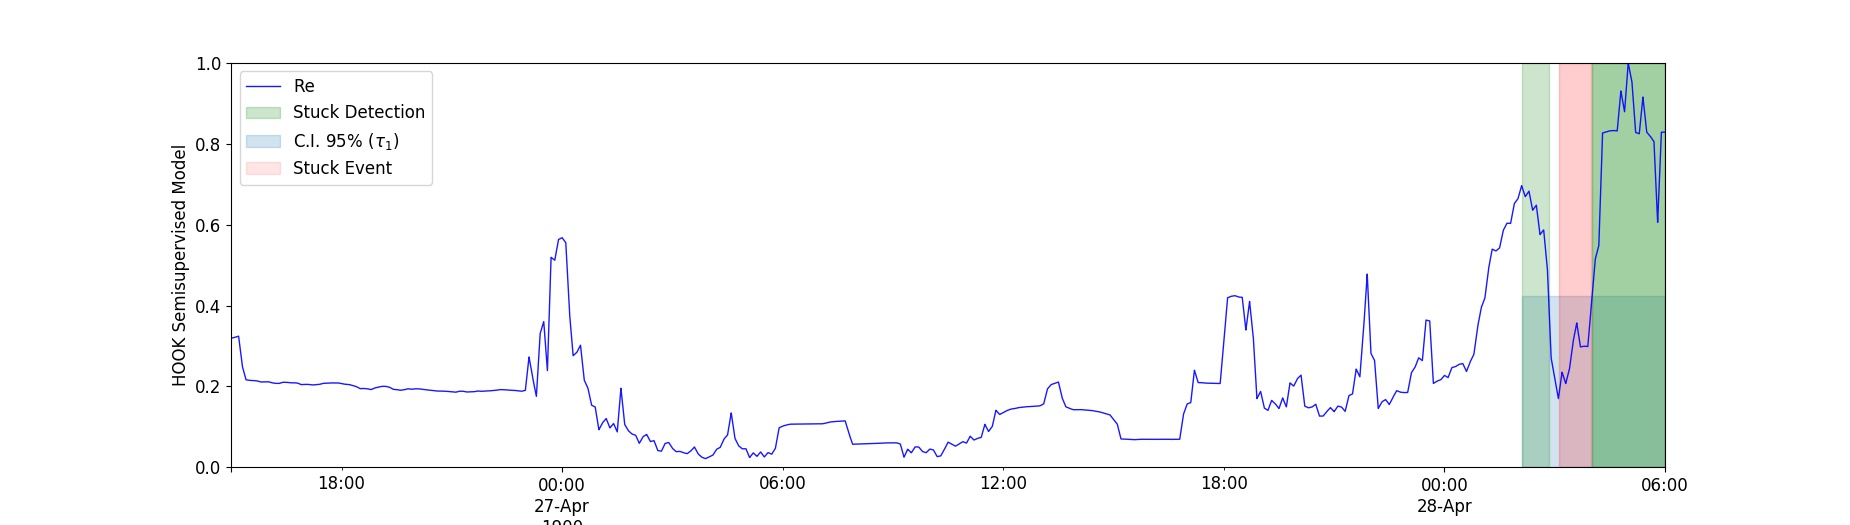 HOOK Semisupervised Model
1.0
0.8
0.6
0.4
0.2
0.0
Re
Stuck Detection
C.I. 95% (τ₁)
Stuck Event
18:00 00:00 06:00 12:00 18:00 00:00 06:00
27-Apr 28-Apr
1900